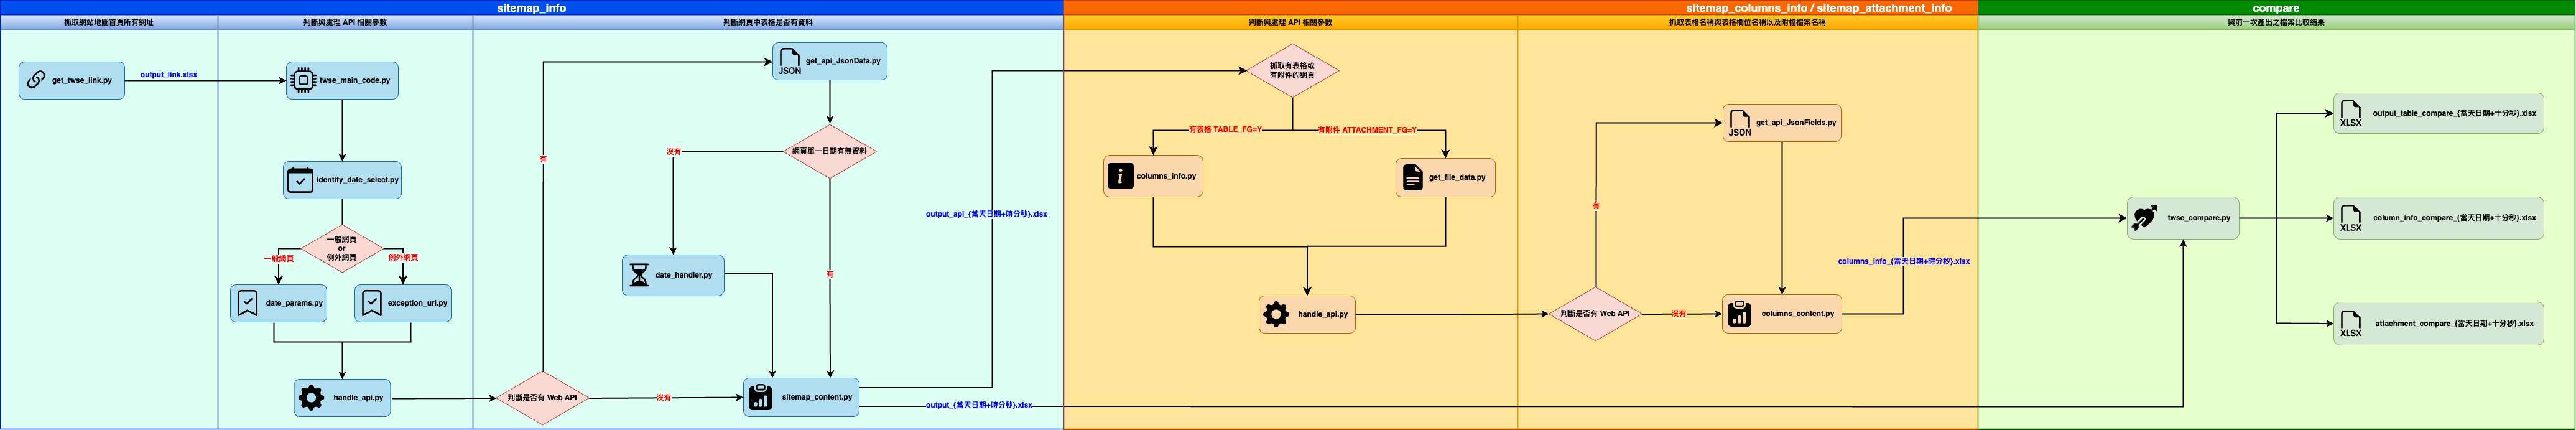 sitemap_info
sitemap_columns_info / sitemap_attachment_info
compare
抓取網站地圖首頁所有網址
判斷與處理 API 相關參數
判斷網頁中表格是否有資料
判斷與處理 API 相關參數
抓取表格名稱與表格欄位名稱以及附檔檔案名稱
與前一次產出之檔案比較結果
get_twse_link.py
output_link.xlsx
twse_main_code.py
identify_date_select.py
一般網頁
or
例外網頁
一般網頁
例外網頁
date_params.py
exception_url.py
handle_api.py
判斷是否有 Web API
有
沒有
JSON
get_api_JsonData.py
網頁單一日期有無資料
沒有
有
date_handler.py
sitemap_content.py
output_api_{當天日期+時分秒}.xlsx
output_{當天日期+時分秒}.xlsx
抓取有表格或
有附件的網頁
有表格 TABLE_FG=Y
有附件 ATTACHMENT_FG=Y
i
columns_info.py
get_file_data.py
handle_api.py
判斷是否有 Web API
有
沒有
JSON
get_api_JsonFields.py
columns_content.py
columns_info_{當天日期+時分秒}.xlsx
twse_compare.py
XLSX
output_table_compare_{當天日期+十分秒}.xlsx
XLSX
column_info_compare_{當天日期+十分秒}.xlsx
XLSX
attachment_compare_{當天日期+十分秒}.xlsx